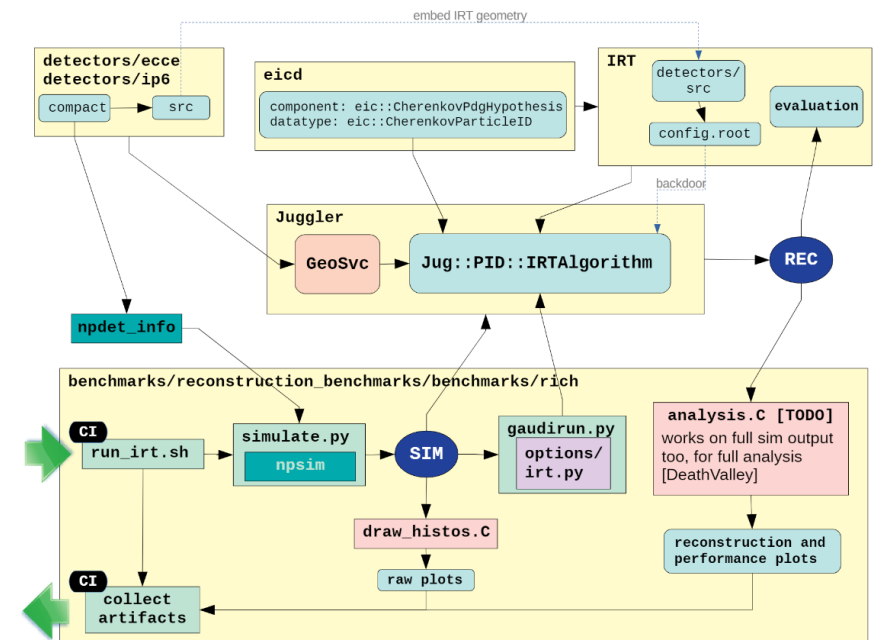 embed IRT geometry
detectors/ecce
detectors/ip6
compact
src
eicd
component: eic::CherenkovPdgHypothesis
datatype: eic::CherenkovParticleID
IRT
detectors/
src
config.root
evaluation
backdoor
Juggler
GeoSvc
Jug::PID::IRTAlgorithm
REC
npdet_info
benchmarks/reconstruction_benchmarks/benchmarks/rich
CI
run_irt.sh
simulate.py
npsim
SIM
gaudirun.py
options/
irt.py
analysis.C [TODO]
works on full sim output
too, for full analysis
[DeathValley]
draw_histos.C
raw plots
reconstruction and
performance plots
CI
collect
artifacts